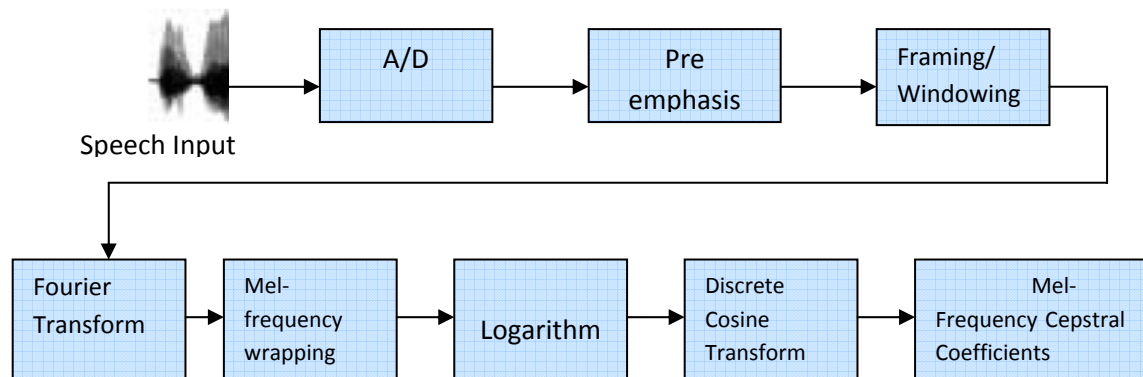 Speech Input
A/D
Pre
emphasis
Framing/
Windowing
Fourier
Transform
Mel-
frequency
wrapping
Logarithm
Discrete
Cosine
Transform
Mel-
Frequency Cepstral
Coefficients